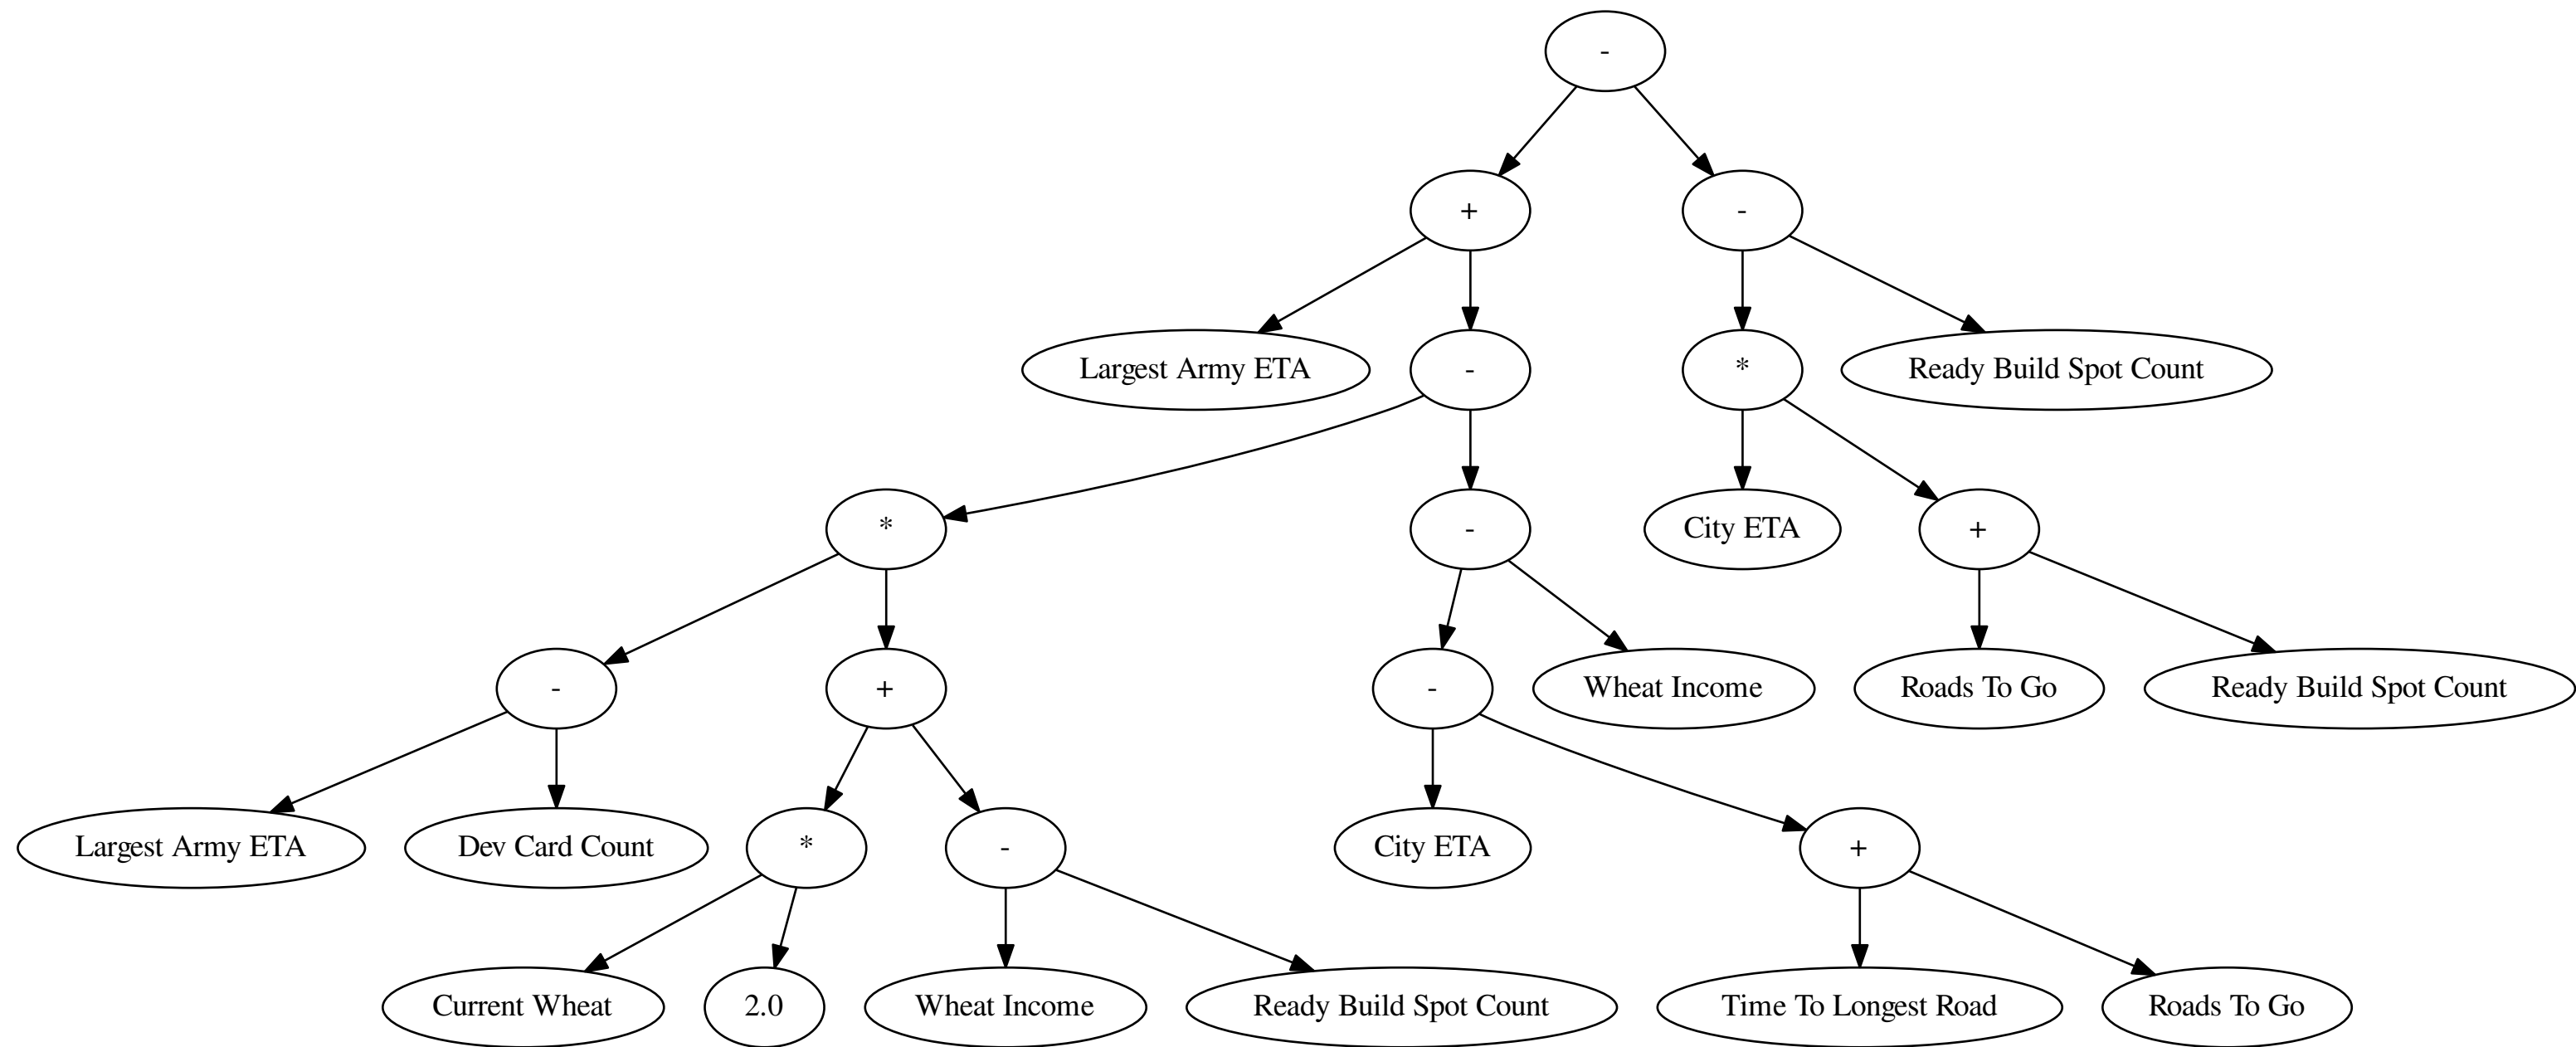 -
+
-
Largest Army ETA
-
*
Ready Build Spot Count
*
-
City ETA
+
-
+
-
Wheat Income
Roads To Go
Ready Build Spot Count
Largest Army ETA
Dev Card Count
*
-
City ETA
+
Current Wheat
2.0
Wheat Income
Ready Build Spot Count
Time To Longest Road
Roads To Go